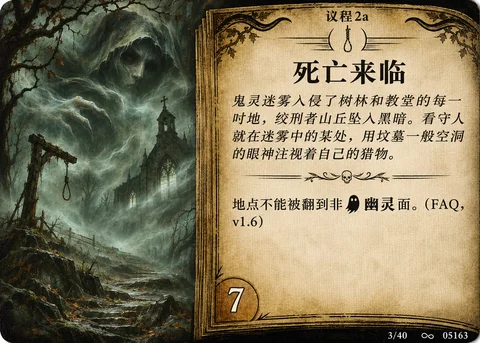 议程 2a
死亡来临
鬼灵迷雾入侵了树林和教堂的每一
吋地，绞刑者山丘坠入黑暗。看守人
就在迷雾中的某处，用坟墓一般空洞
的眼神注视着自己的猎物。
地点不能被翻到非幽灵面。（FAQ，
v1.6）
7
3/40 ∞ 05163